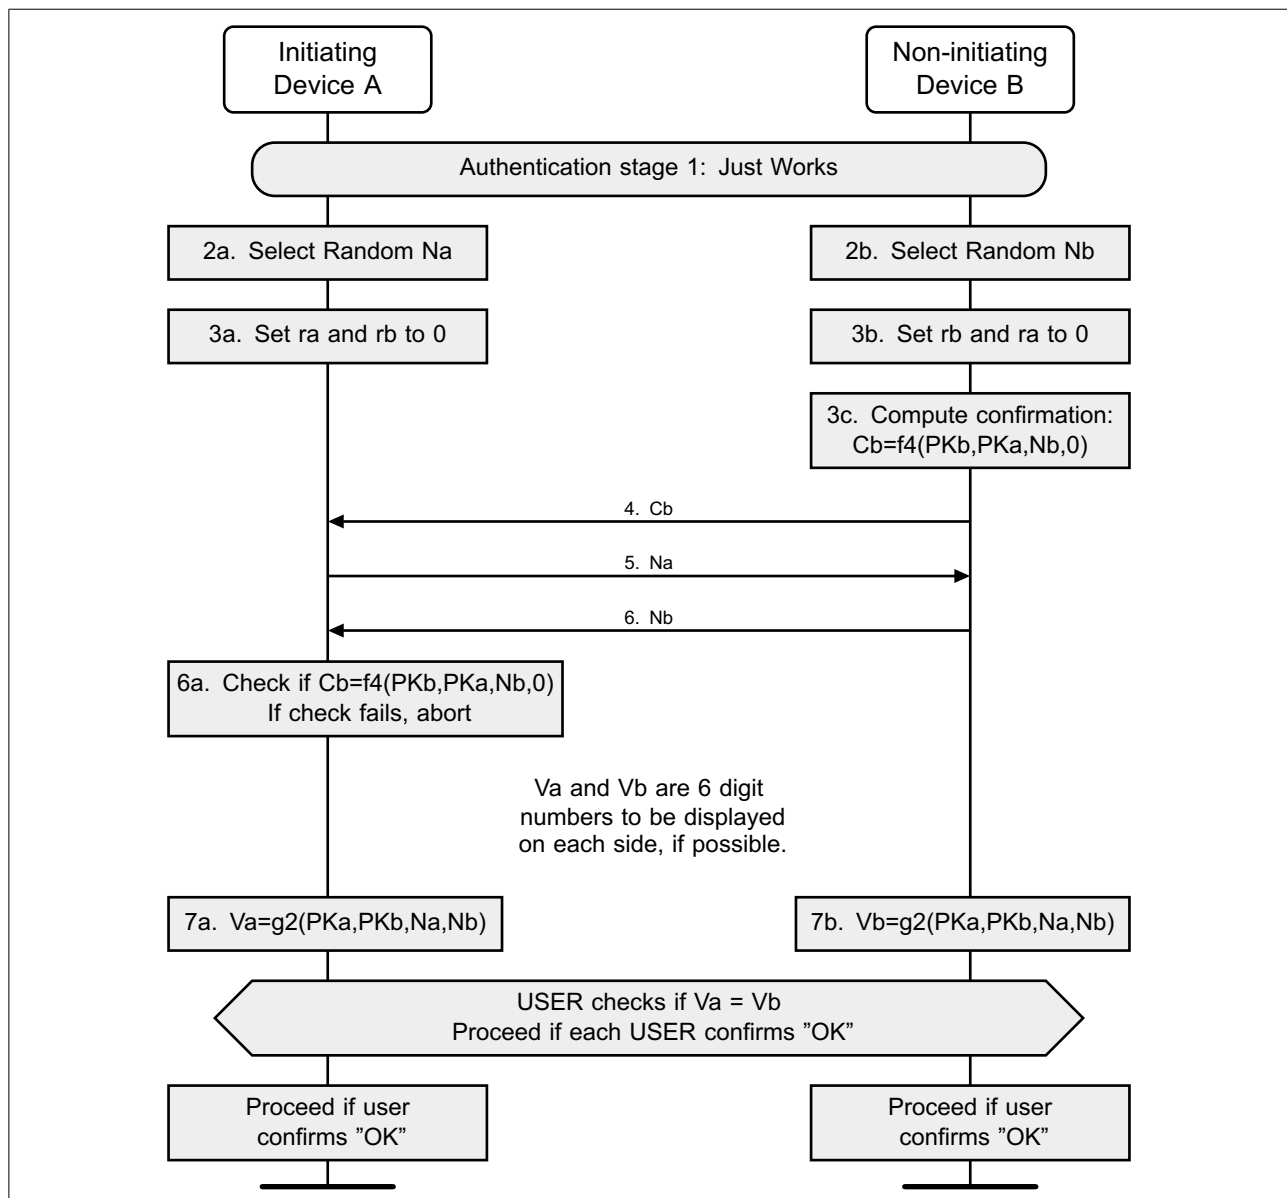 Initiating
Device A
Non-initiating
Device B
Authentication stage 1: Just Works
2a. Select Random Na
2b. Select Random Nb
3a. Set ra and rb to 0
3b. Set rb and ra to 0
3c. Compute confirmation:
Cb=f4(PKb,PKa,Nb,0)
4. Cb
5. Na
6. Nb
6a. Check if Cb=f4(PKb,PKa,Nb,0)
If check fails, abort
Va and Vb are 6 digit
numbers to be displayed
on each side, if possible.
7a. Va=g2(PKa,PKb,Na,Nb)
7b. Vb=g2(PKa,PKb,Na,Nb)
USER checks if Va = Vb
Proceed if each USER confirms ”OK”
Proceed if user
confirms ”OK”
Proceed if user
confirms ”OK”